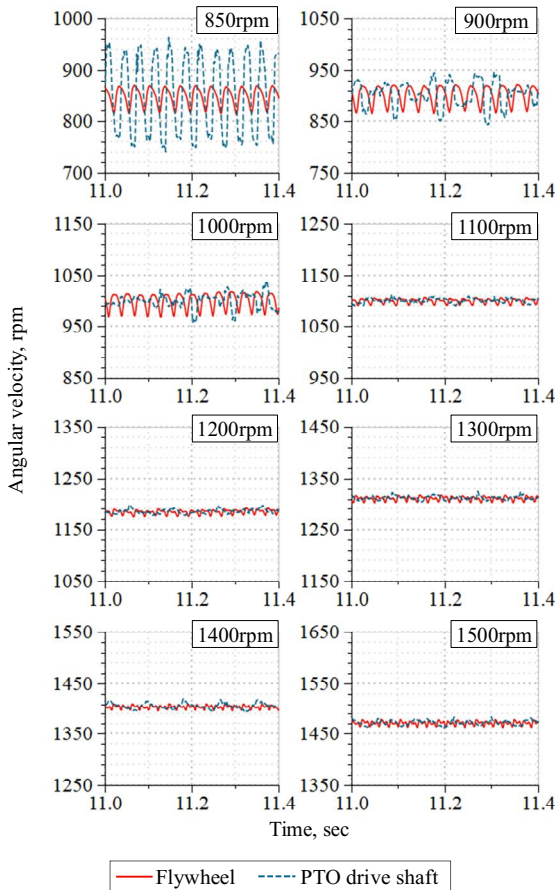 850rpm
1000
900
800
700
11.0 11.2 11.4
900rpm
1050
950
850
750
11.0 11.2 11.4
1000rpm
1150
1050
950
850
11.0 11.2 11.4
1100rpm
1250
1150
1050
950
11.0 11.2 11.4
1200rpm
1350
1250
1150
1050
11.0 11.2 11.4
1300rpm
1450
1350
1250
1150
11.0 11.2 11.4
1400rpm
1550
1450
1350
1250
11.0 11.2 11.4
1500rpm
1650
1550
1450
1350
11.0 11.2 11.4
Angular velocity, rpm
Time, sec
Flywheel PTO drive shaft